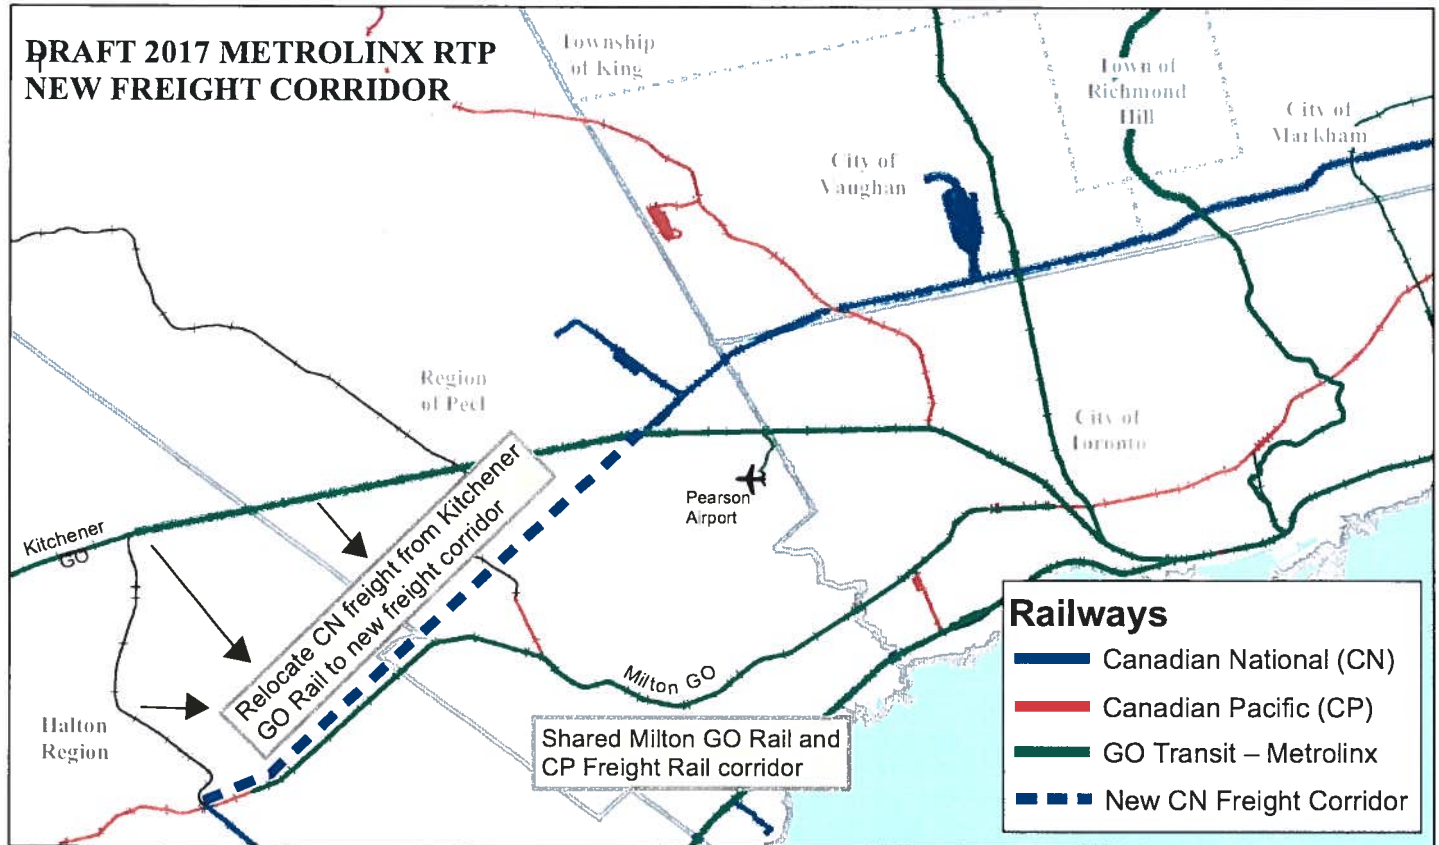 DRAFT 2017 METROLINX RTP
NEW FREIGHT CORRIDOR
Township
of King
Town of
Richmond
Hill
City of
Markham
City of
Vaughan
Region
of Peel
City of
Toronto
Pearson
Airport
Kitchener
GO
Relocate CN freight from Kitchener
GO Rail to new freight corridor
Milton GO
Halton
Region
Shared Milton GO Rail and
CP Freight Rail corridor
Railways
Canadian National (CN)
Canadian Pacific (CP)
GO Transit – Metrolinx
New CN Freight Corridor